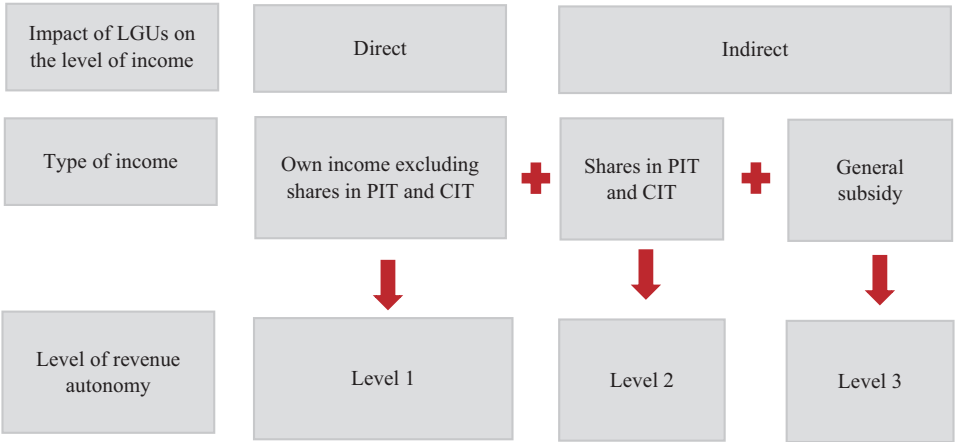 Impact of LGUs on
the level of income
Direct
Indirect
Type of income
Own income excluding
shares in PIT and CIT
Shares in PIT
and CIT
General
subsidy
Level of revenue
autonomy
Level 1
Level 2
Level 3